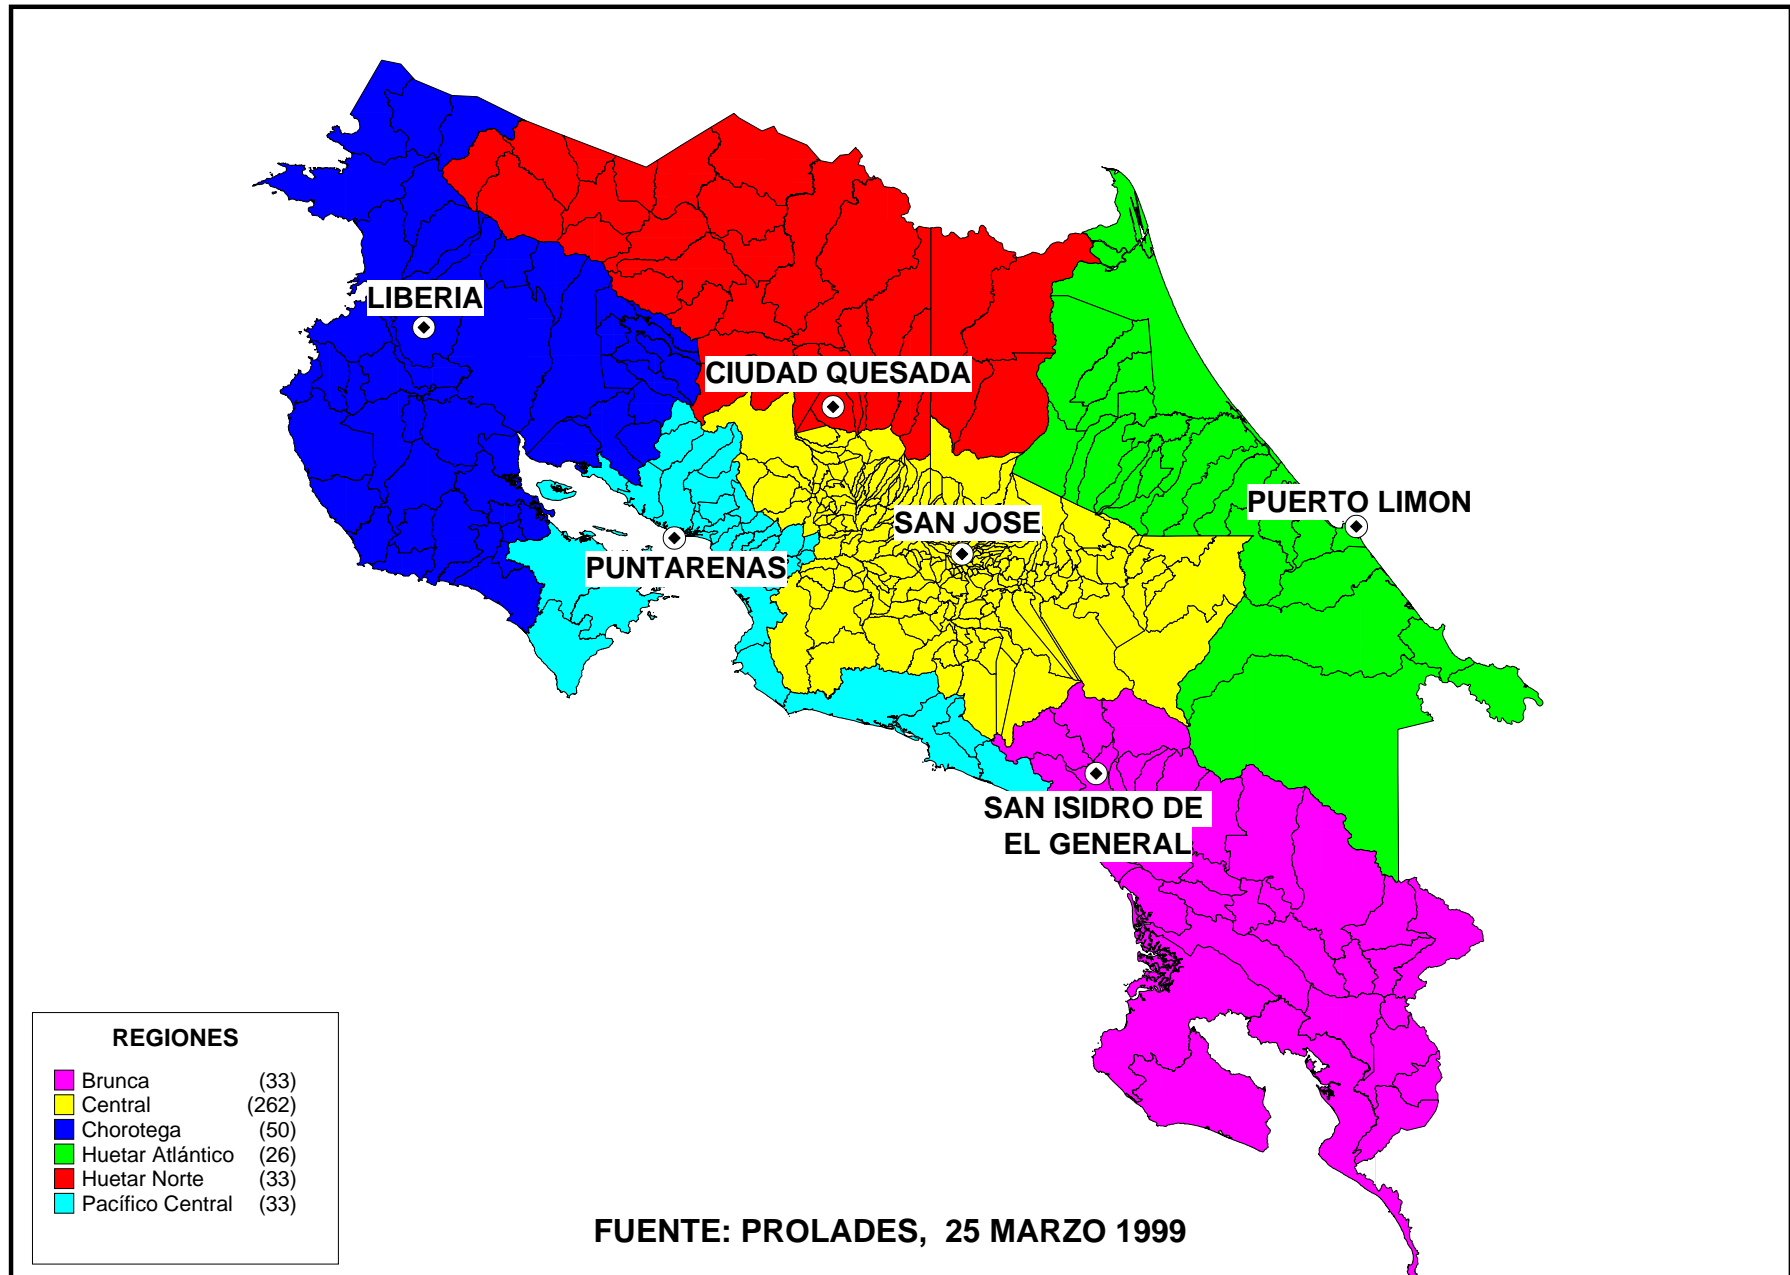 LIBERIA
CIUDAD QUESADA
PUERTO LIMON
SAN JOSE
PUNTARENAS
SAN ISIDRO DE
EL GENERAL
REGIONES
Brunca (33)
Central (262)
Chorotega (50)
Huetar Atlántico (26)
Huetar Norte (33)
Pacífico Central (33)
FUENTE: PROLADES, 25 MARZO 1999